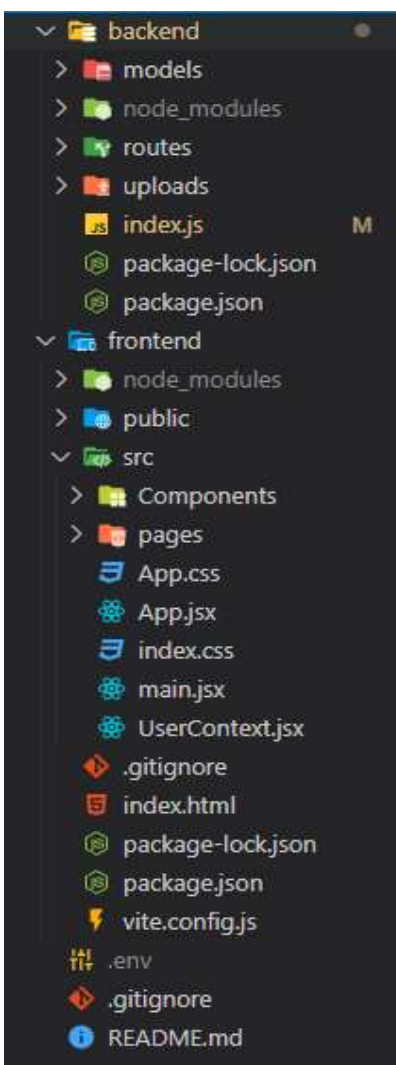 backend
models
node_modules
routes
uploads
JS index.js M
package-lock.json
package.json
frontend
node_modules
public
src
Components
pages
App.css
App.jsx
index.css
main.jsx
UserContext.jsx
.gitignore
index.html
package-lock.json
package.json
vite.config.js
.env
.gitignore
README.md